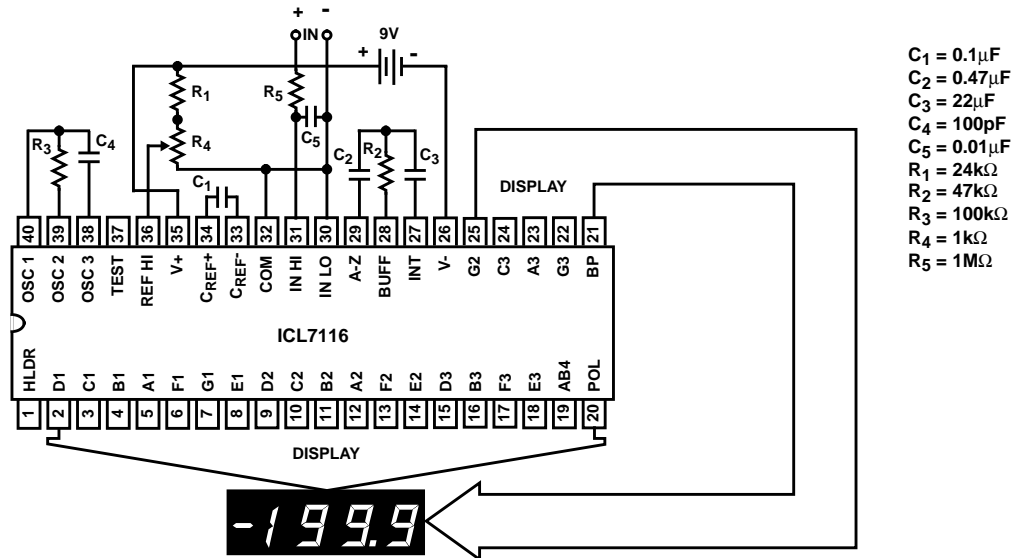 + -
IN
9V
+ -
R5
C5
R1
R4
R3
C4
C1
C2
R2
C3
DISPLAY
C1 = 0.1μF
C2 = 0.47μF
C3 = 22μF
C4 = 100pF
C5 = 0.01μF
R1 = 24kΩ
R2 = 47kΩ
R3 = 100kΩ
R4 = 1kΩ
R5 = 1MΩ
40 39 38 37 36 35 34 33 32 31 30 29 28 27 26 25 24 23 22 21
OSC 1 OSC 2 OSC 3 TEST REF HI V+ CREF+ CREF- COM IN HI IN LO A-Z BUFF INT V- G2 C3 A3 G3 BP
ICL7116
HLDR D1 C1 B1 A1 F1 G1 E1 D2 C2 B2 A2 F2 E2 D3 B3 F3 E3 AB4 POL
1 2 3 4 5 6 7 8 9 10 11 12 13 14 15 16 17 18 19 20
DISPLAY
-199.9